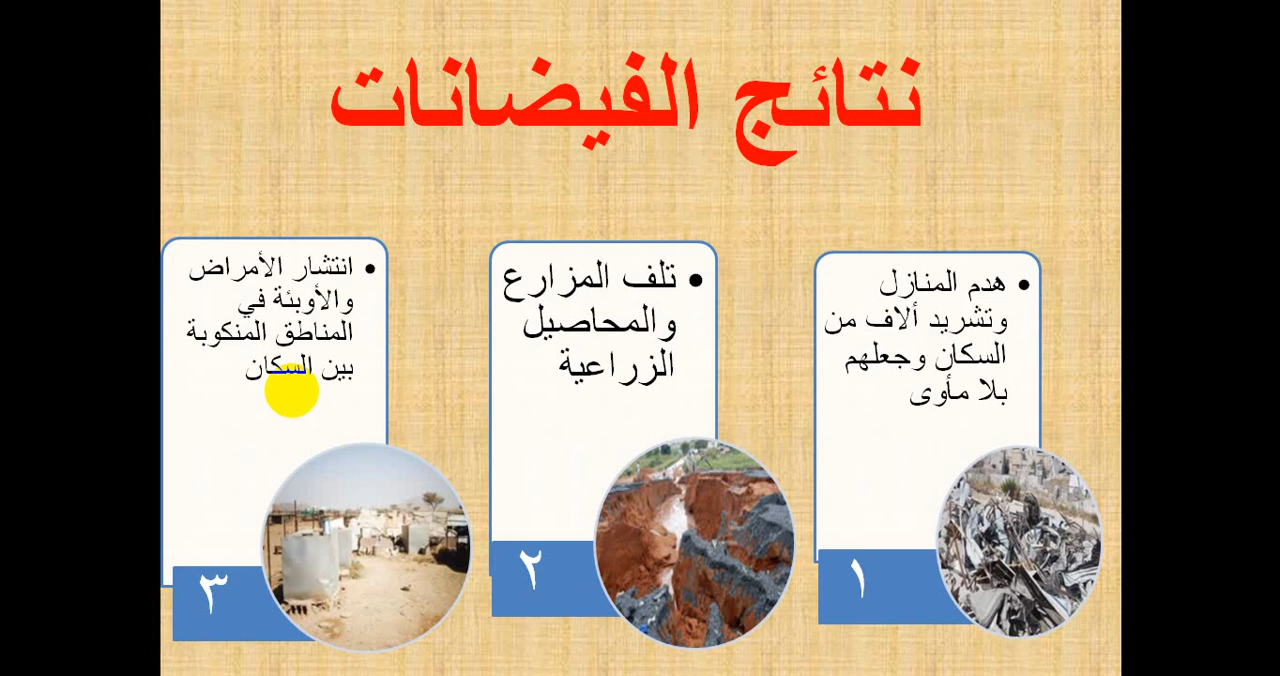 نتائج الفيضانات
• هدم المنازل
وتشريد ألاف من
السكان وجعلهم
بلا مأوى
١
• تلف المزارع
والمحاصيل
الزراعية
٢
• انتشار الأمراض
والأوبئة في
المناطق المنكوبة
بين السكان
٣